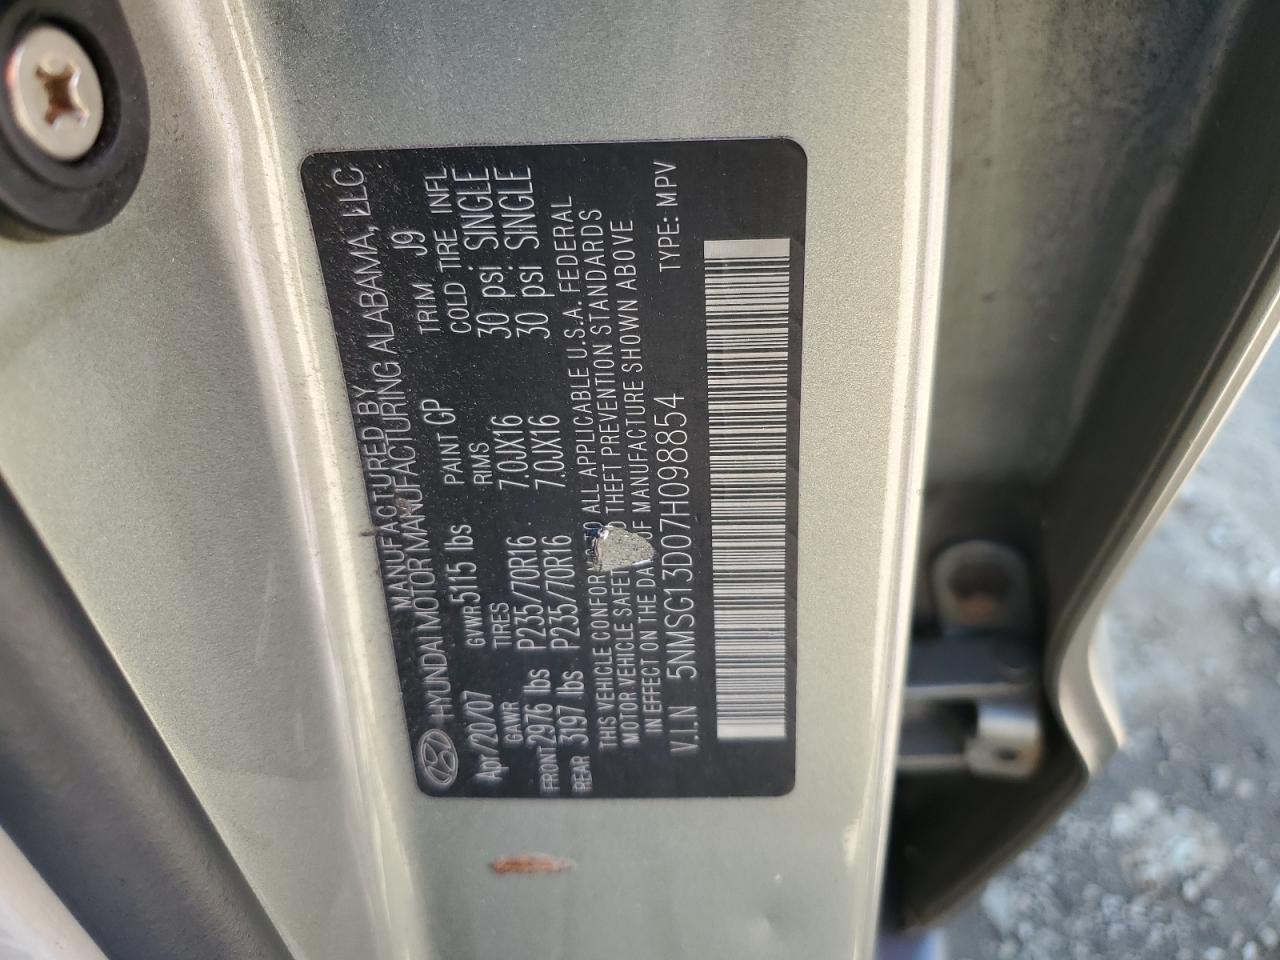 MANUFACTURED BY
HYUNDAI MOTOR MANUFACTURING ALABAMA, LLC
Apr/20/07 GVWR 5115 lbs PAINT GP TRIM J9
GAWR TIRES RIMS COLD TIRE INFL
FRONT 2976 lbs P235/70R16 7.0JX16 30 psi SINGLE
REAR 3197 lbs P235/70R16 7.0JX16 30 psi SINGLE
THIS VEHICLE CONFOR O ALL APPLICABLE U.S.A. FEDERAL
MOTOR VEHICLE SAFET D THEFT PREVENTION STANDARDS
IN EFFECT ON THE DA OF MANUFACTURE SHOWN ABOVE
V.I.N 5NMSG13D07H098854 TYPE: MPV